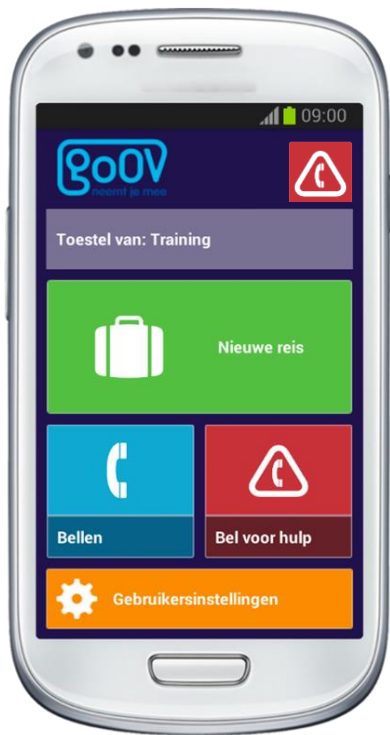 09:00
goOV
neemt je mee
Toestel van: Training
Nieuwe reis
Bellen
Bel voor hulp
Gebruikersinstellingen